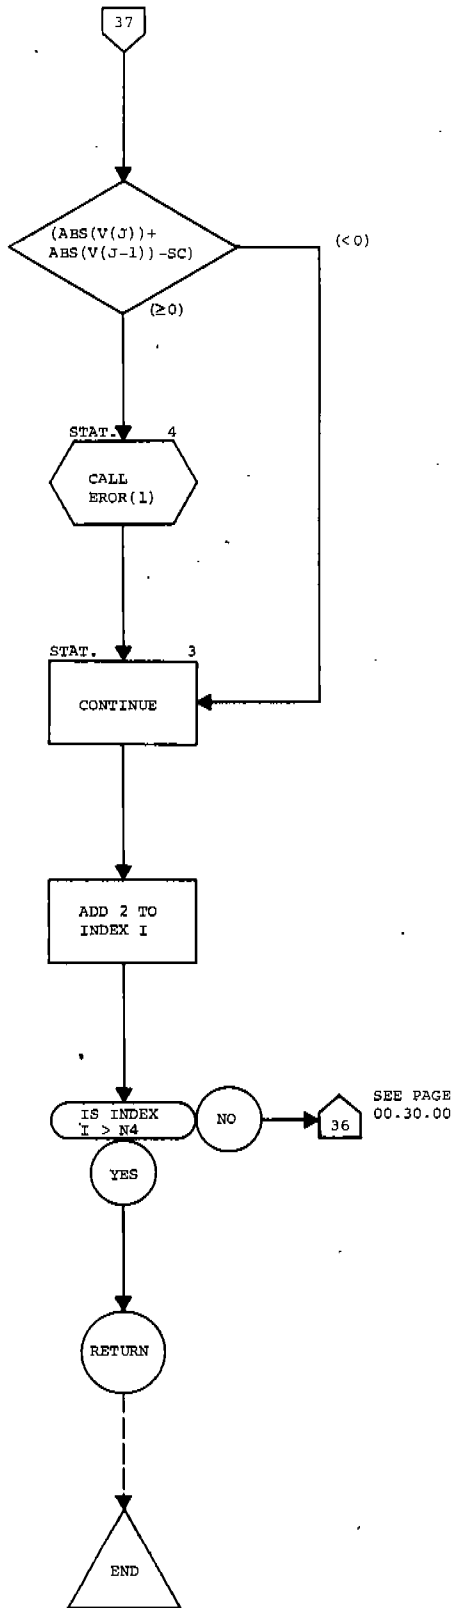 37
(ABS(V(J))+
ABS(V(J-1))-SC)
(<0)
(≥0)
STAT. 4
CALL
EROR(1)
STAT. 3
CONTINUE
ADD 2 TO
INDEX I
IS INDEX
I > N4
NO
36
SEE PAGE
00.30.00
YES
RETURN
END